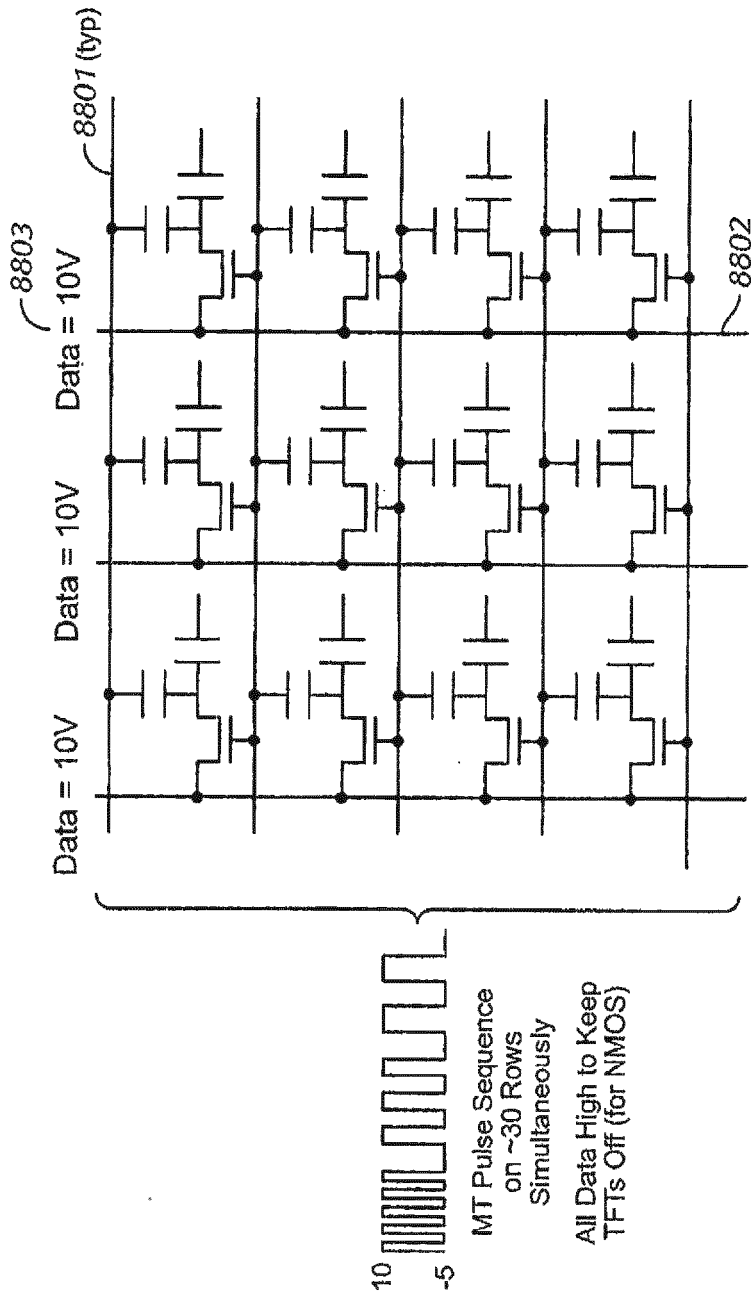 8803
Data = 10V
Data = 10V
Data = 10V
8801 (typ)
8802
10
-5
MT Pulse Sequence
on ~30 Rows
Simultaneously
All Data High to Keep
TFTs Off (for NMOS)